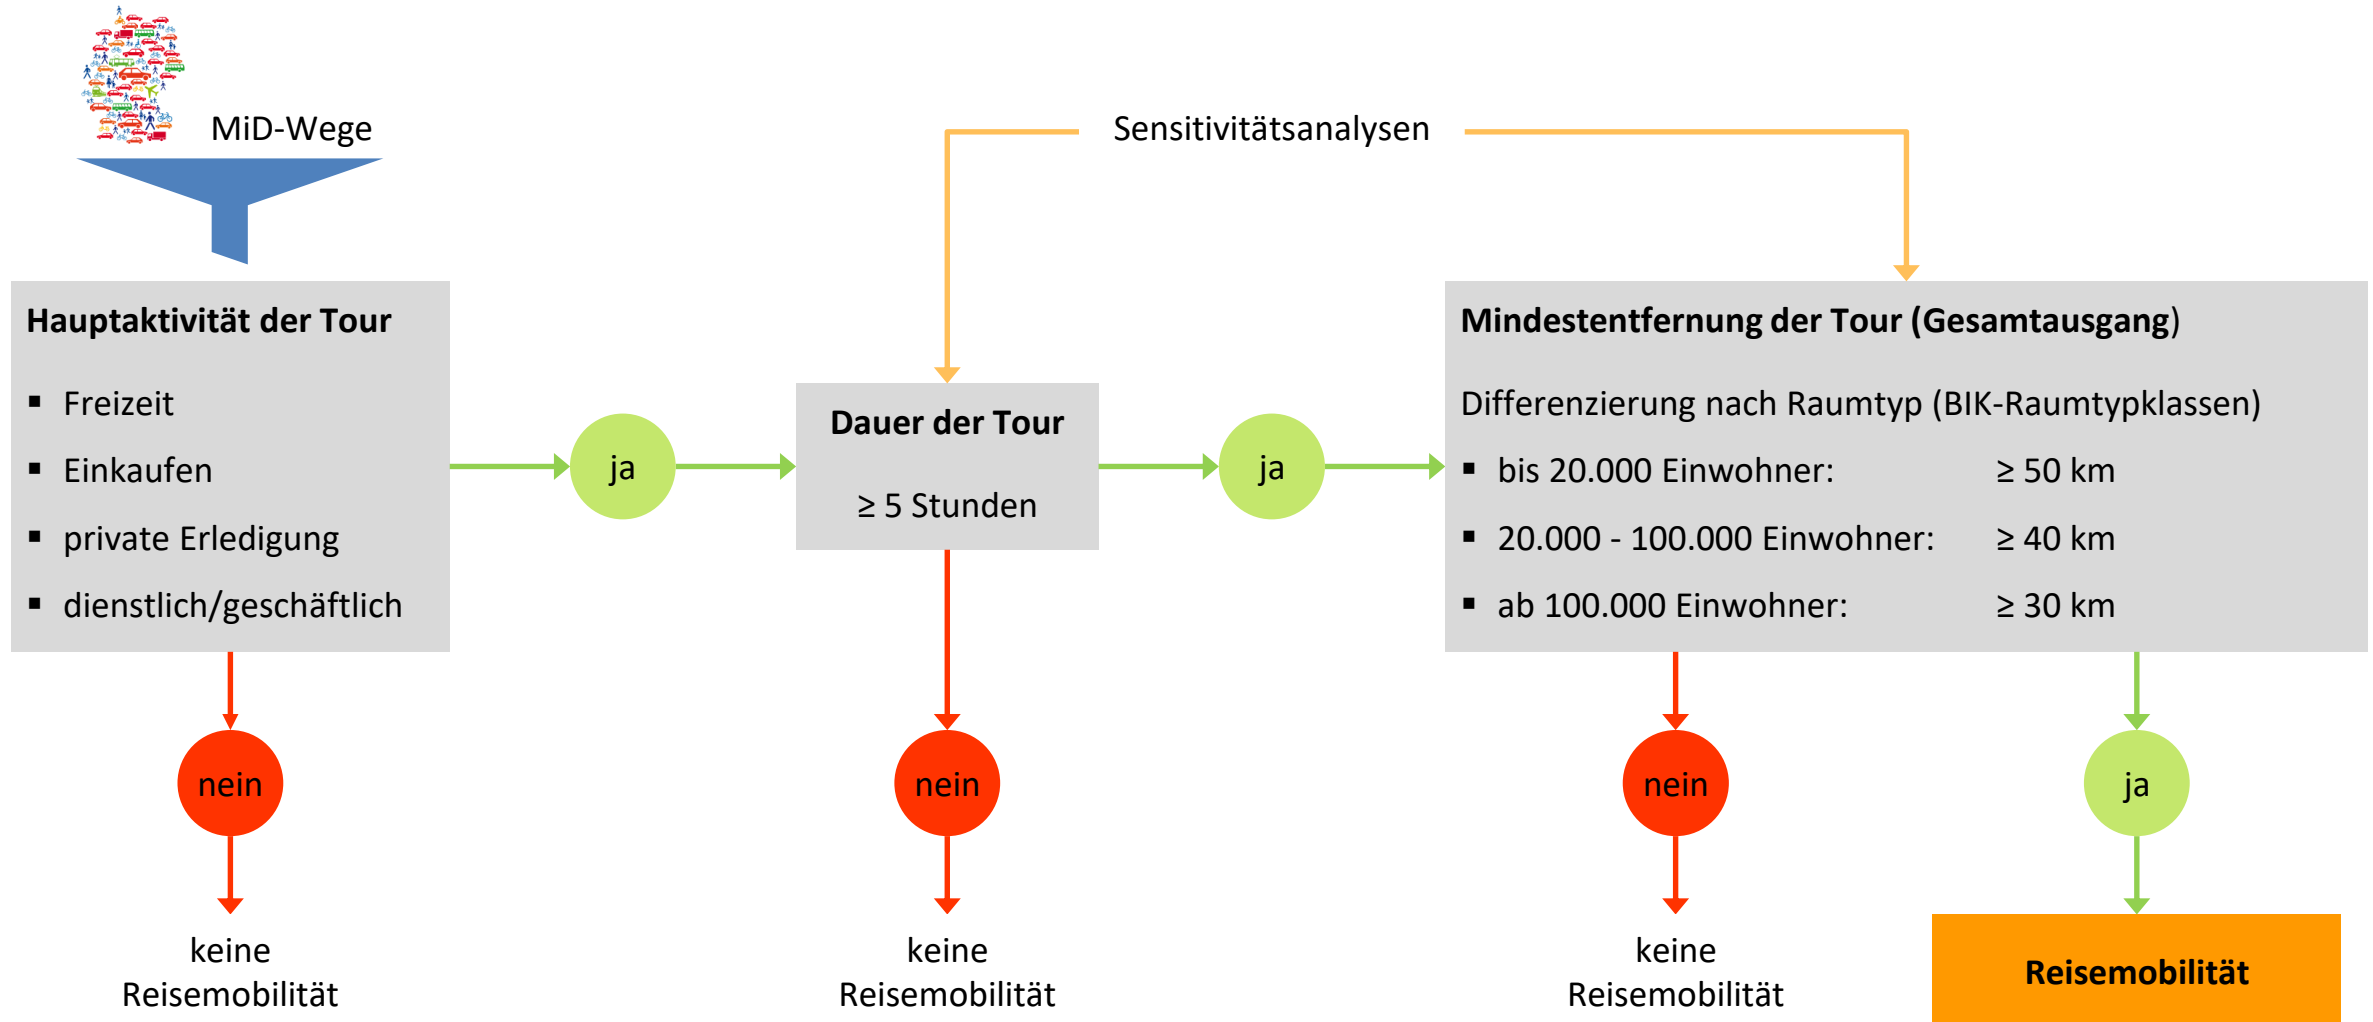 MiD-Wege
Sensitivitätsanalysen
Hauptaktivität der Tour
▪ Freizeit
▪ Einkaufen
▪ private Erledigung
▪ dienstlich/geschäftlich
ja
Dauer der Tour
≥ 5 Stunden
ja
Mindestentfernung der Tour (Gesamtausgang)
Differenzierung nach Raumtyp (BIK-Raumtypklassen)
▪ bis 20.000 Einwohner: ≥ 50 km
▪ 20.000 - 100.000 Einwohner: ≥ 40 km
▪ ab 100.000 Einwohner: ≥ 30 km
nein
nein
nein
ja
keine
Reisemobilität
keine
Reisemobilität
keine
Reisemobilität
Reisemobilität